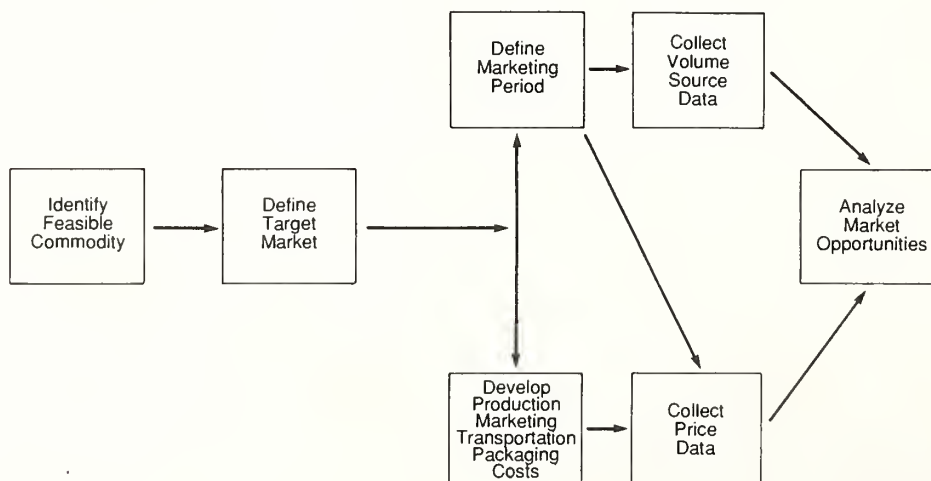 Identify
Feasible
Commodity
Define
Target
Market
Define
Marketing
Period
Develop
Production
Marketing
Transportation
Packaging
Costs
Collect
Volume
Source
Data
Collect
Price
Data
Analyze
Market
Opportunities